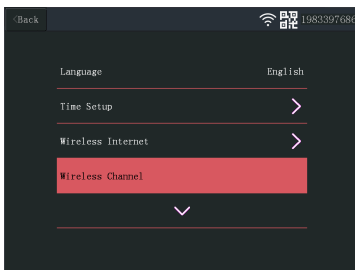 <Back
1983397686
Language English
Time Setup
Wireless Internet
Wireless Channel